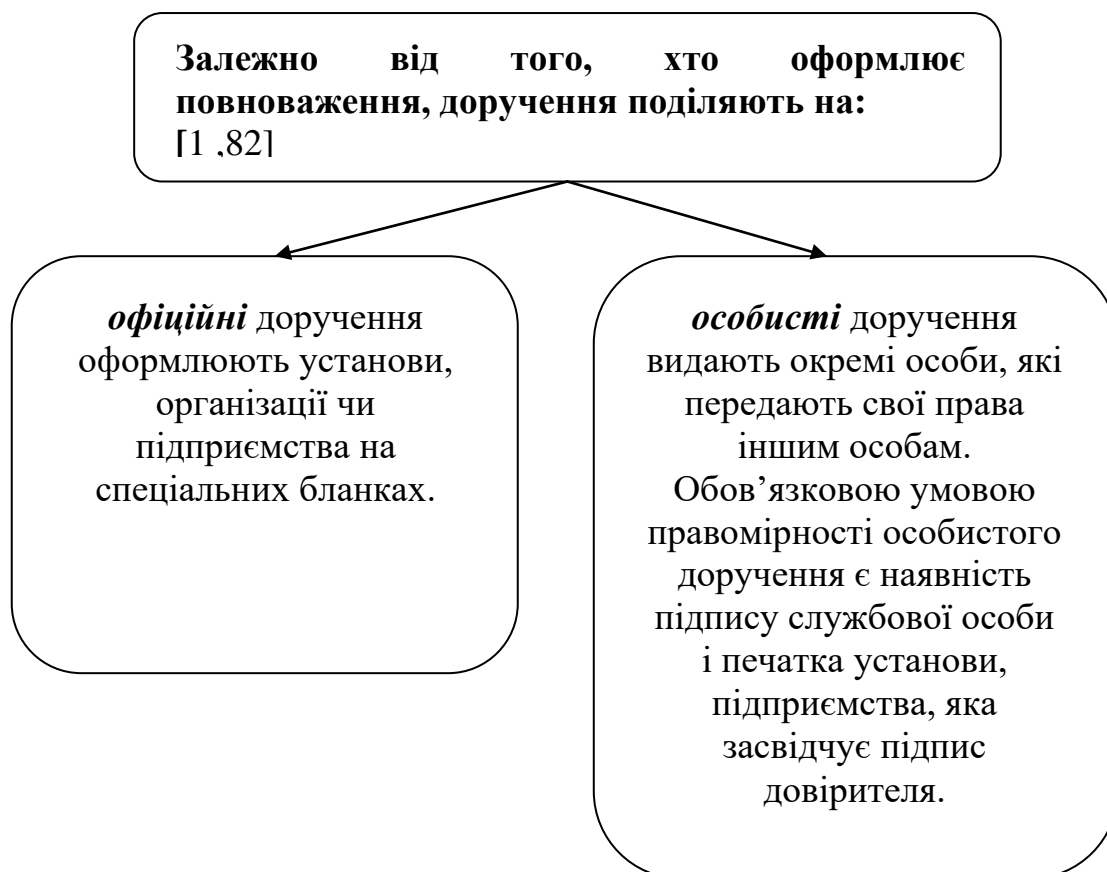 Залежно від того, хто оформлює
повноваження, доручення поділяють на:
[1 ,82]
офіційні доручення
оформлюють установи,
організації чи
підприємства на
спеціальних бланках.
особисті доручення
видають окремі особи, які
передають свої права
іншим особам.
Обов’язковою умовою
правомірності особистого
доручення є наявність
підпису службової особи
і печатка установи,
підприємства, яка
засвідчує підпис
довірителя.